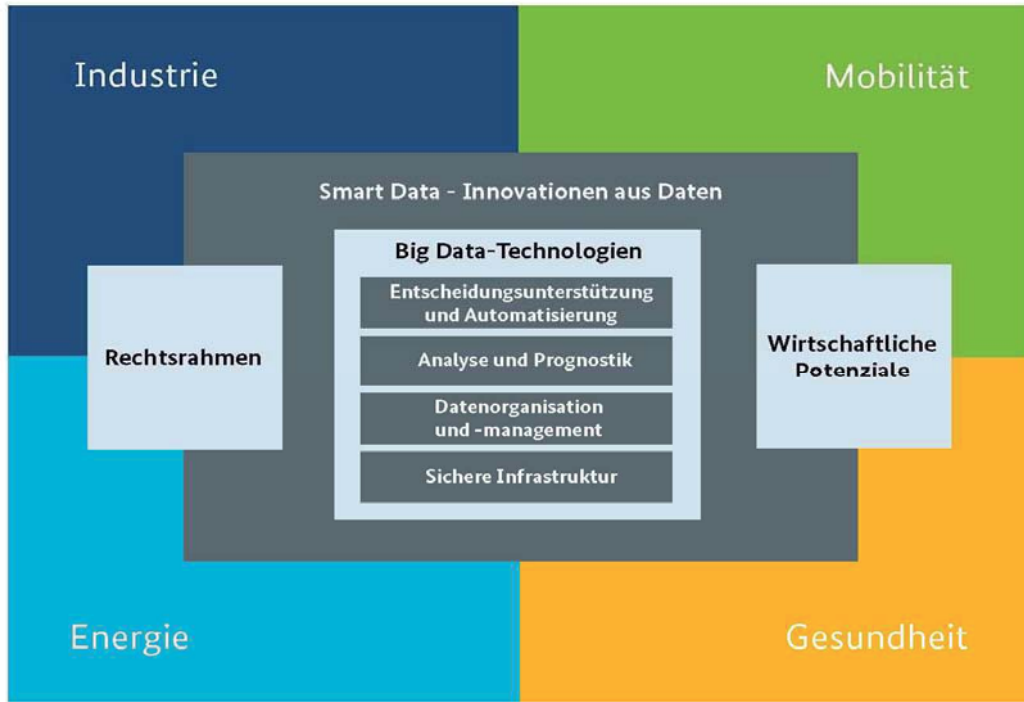 Industrie
Mobilität
Smart Data - Innovationen aus Daten
Big Data-Technologien
Entscheidungsunterstützung
und Automatisierung
Analyse und Prognostik
Datenorganisation
und -management
Sichere Infrastruktur
Rechtsrahmen
Wirtschaftliche
Potenziale
Energie
Gesundheit